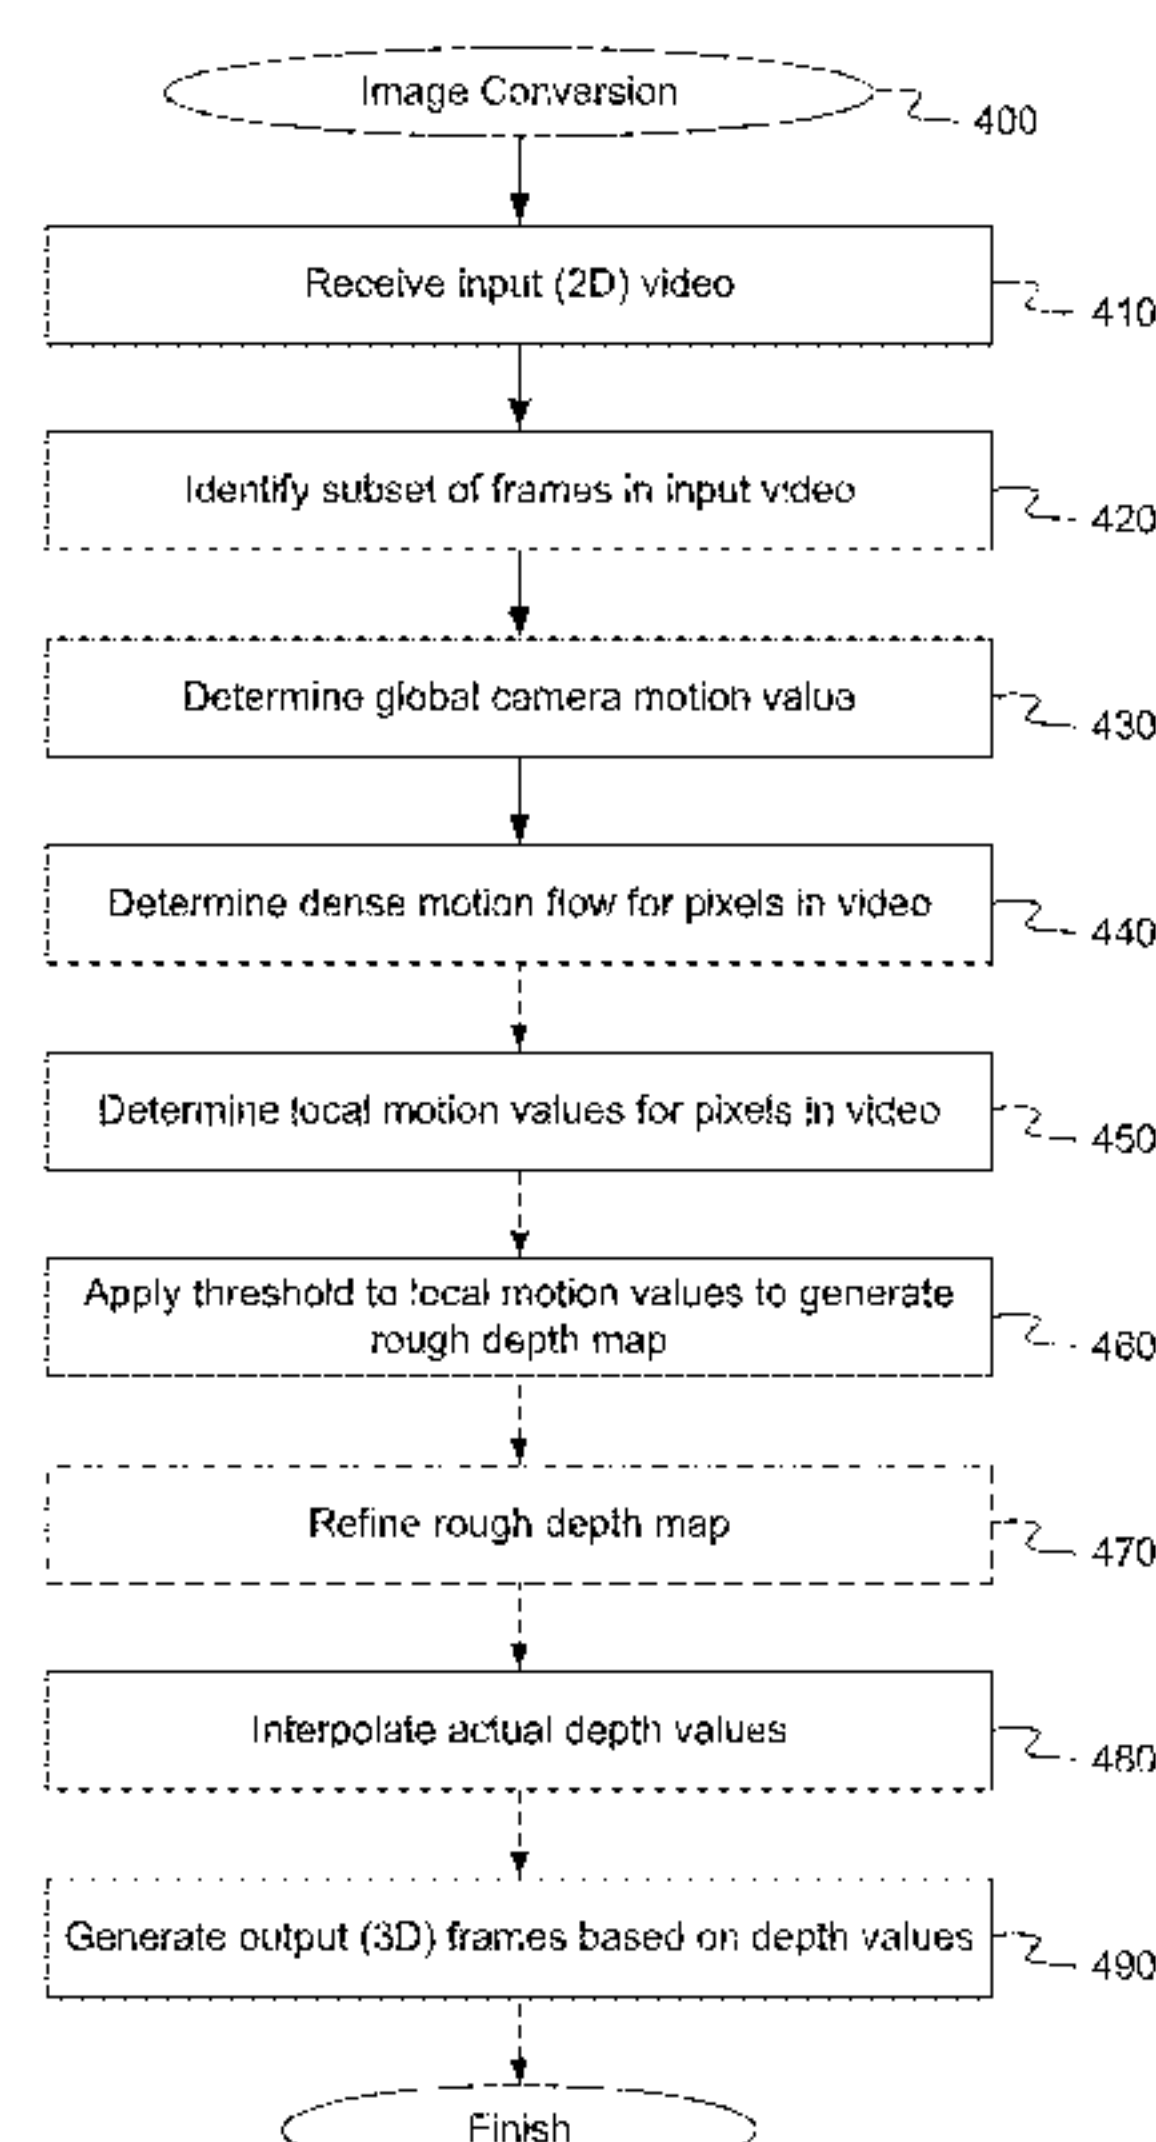 Image Conversion
400
Receive input (2D) video
410
Identify subset of frames in input video
420
Determine global camera motion value
430
Determine dense motion flow for pixels in video
440
Determine local motion values for pixels in video
450
Apply threshold to local motion values to generate
rough depth map
460
Refine rough depth map
470
Interpolate actual depth values
480
Generate output (3D) frames based on depth values
490
Finish